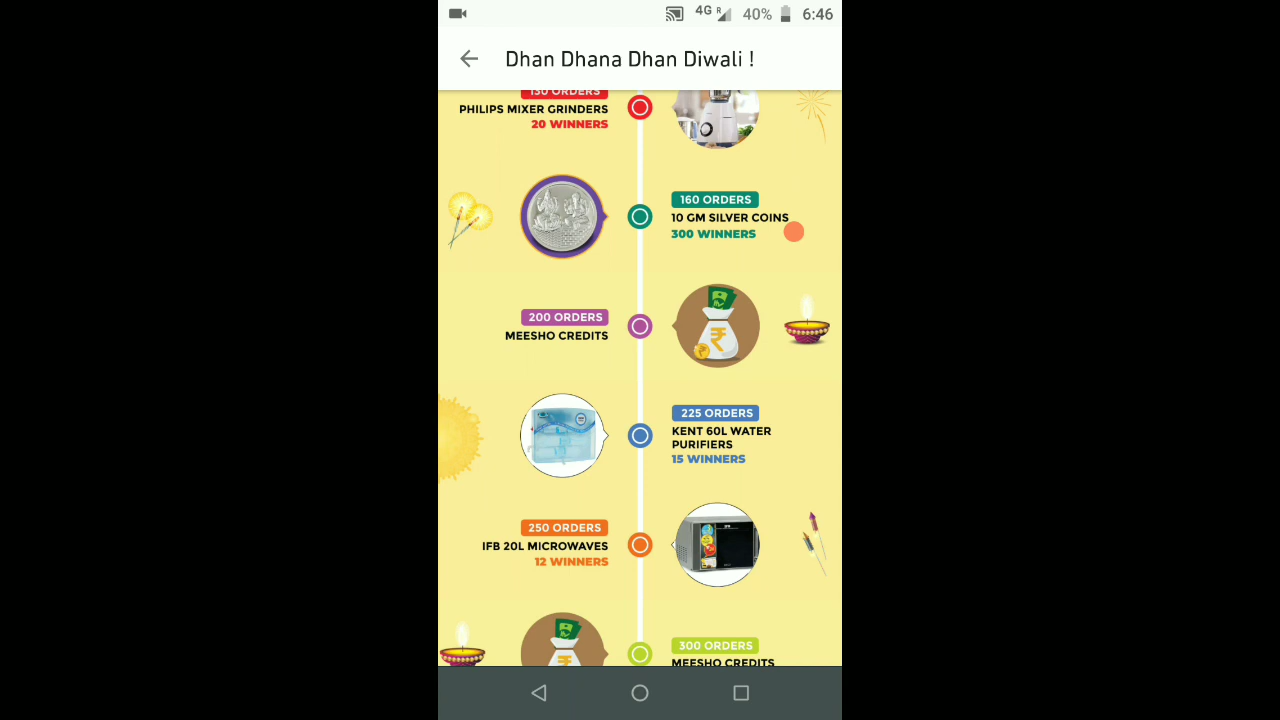 4G R 40% 6:46
Dhan Dhana Dhan Diwali !
130 ORDERS
PHILIPS MIXER GRINDERS
20 WINNERS
160 ORDERS
10 GM SILVER COINS
300 WINNERS
200 ORDERS
MEESHO CREDITS
225 ORDERS
KENT 60L WATER
PURIFIERS
15 WINNERS
250 ORDERS
IFB 20L MICROWAVES
12 WINNERS
300 ORDERS
MEESHO CREDITS